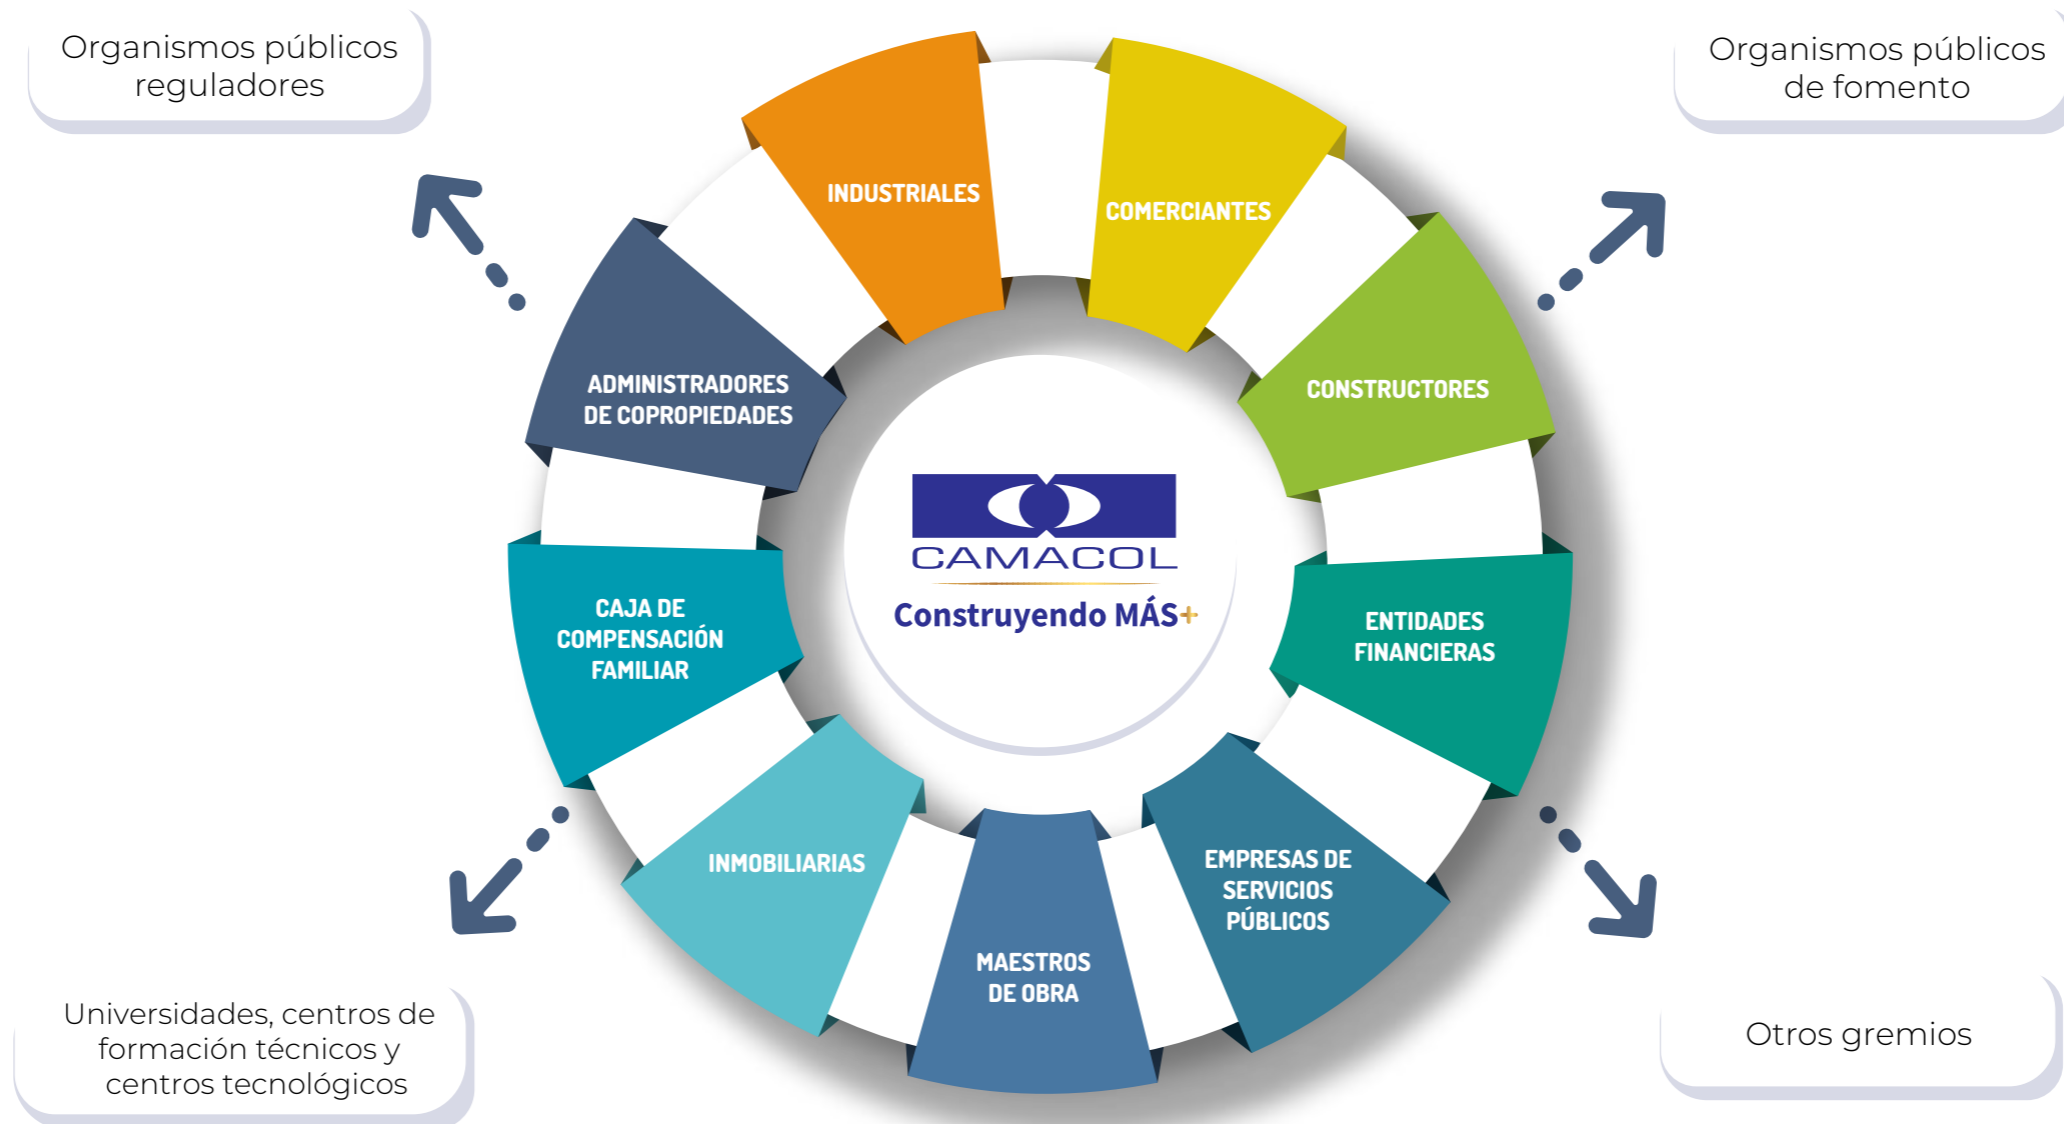 Organismos públicos
reguladores
Organismos públicos
de fomento
INDUSTRIALES
COMERCIANTES
ADMINISTRADORES
DE COPROPIEDADES
CONSTRUCTORES
CAMACOL
Construyendo MÁS+
CAJA DE
COMPENSACIÓN
FAMILIAR
ENTIDADES
FINANCIERAS
INMOBILIARIAS
EMPRESAS DE
SERVICIOS
PÚBLICOS
MAESTROS
DE OBRA
Universidades, centros de
formación técnicos y
centros tecnológicos
Otros gremios